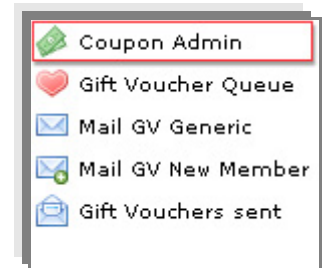 Coupon Admin
Gift Voucher Queue
Mail GV Generic
Mail GV New Member
Gift Vouchers sent